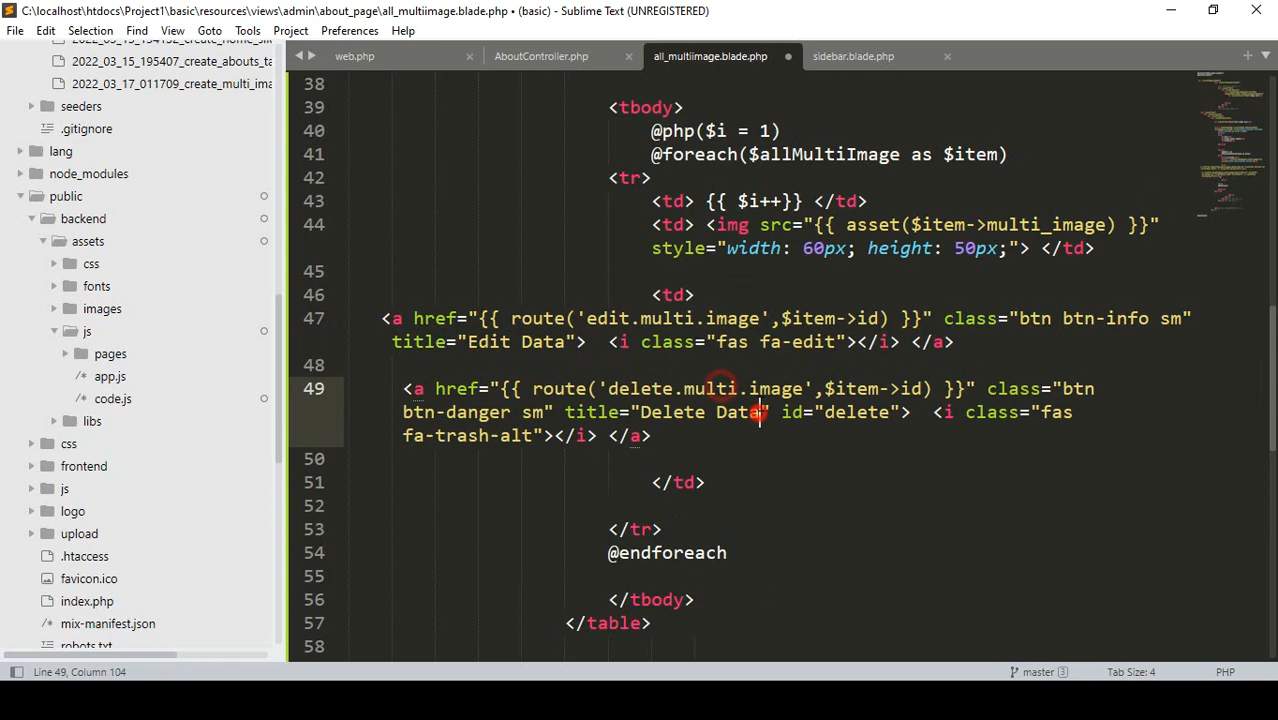 C:\localhost\htdocs\Project1\basic\resources\views\admin\about_page\all_multiimage.blade.php • (basic) - Sublime Text (UNREGISTERED)
File Edit Selection Find View Goto Tools Project Preferences Help
web.php × AboutController.php × all_multiimage.blade.php sidebar.blade.php ×
2022_03_15_195407_create_abouts_ta
2022_03_17_011709_create_multi_ima
seeders
.gitignore
lang
node_modules
public
backend
assets
css
fonts
images
js
pages
app.js
code.js
libs
css
frontend
js
logo
upload
.htaccess
favicon.ico
index.php
mix-manifest.json
robots.txt
38
39 <tbody>
40 @php($i = 1)
41 @foreach($allMultiImage as $item)
42 <tr>
43 <td> {{ $i++}} </td>
44 <td> <img src="{{ asset($item->multi_image) }}"
style="width: 60px; height: 50px;"> </td>
45
46 <td>
47 <a href="{{ route('edit.multi.image',$item->id) }}" class="btn btn-info sm"
title="Edit Data">  <i class="fas fa-edit"></i> </a>
48
49 <a href="{{ route('delete.multi.image',$item->id) }}" class="btn
btn-danger sm" title="Delete Data" id="delete">  <i class="fas
fa-trash-alt"></i> </a>
50
51 </td>
52
53 </tr>
54 @endforeach
55
56 </tbody>
57 </table>
58
Line 49, Column 104 master 3 Tab Size: 4 PHP